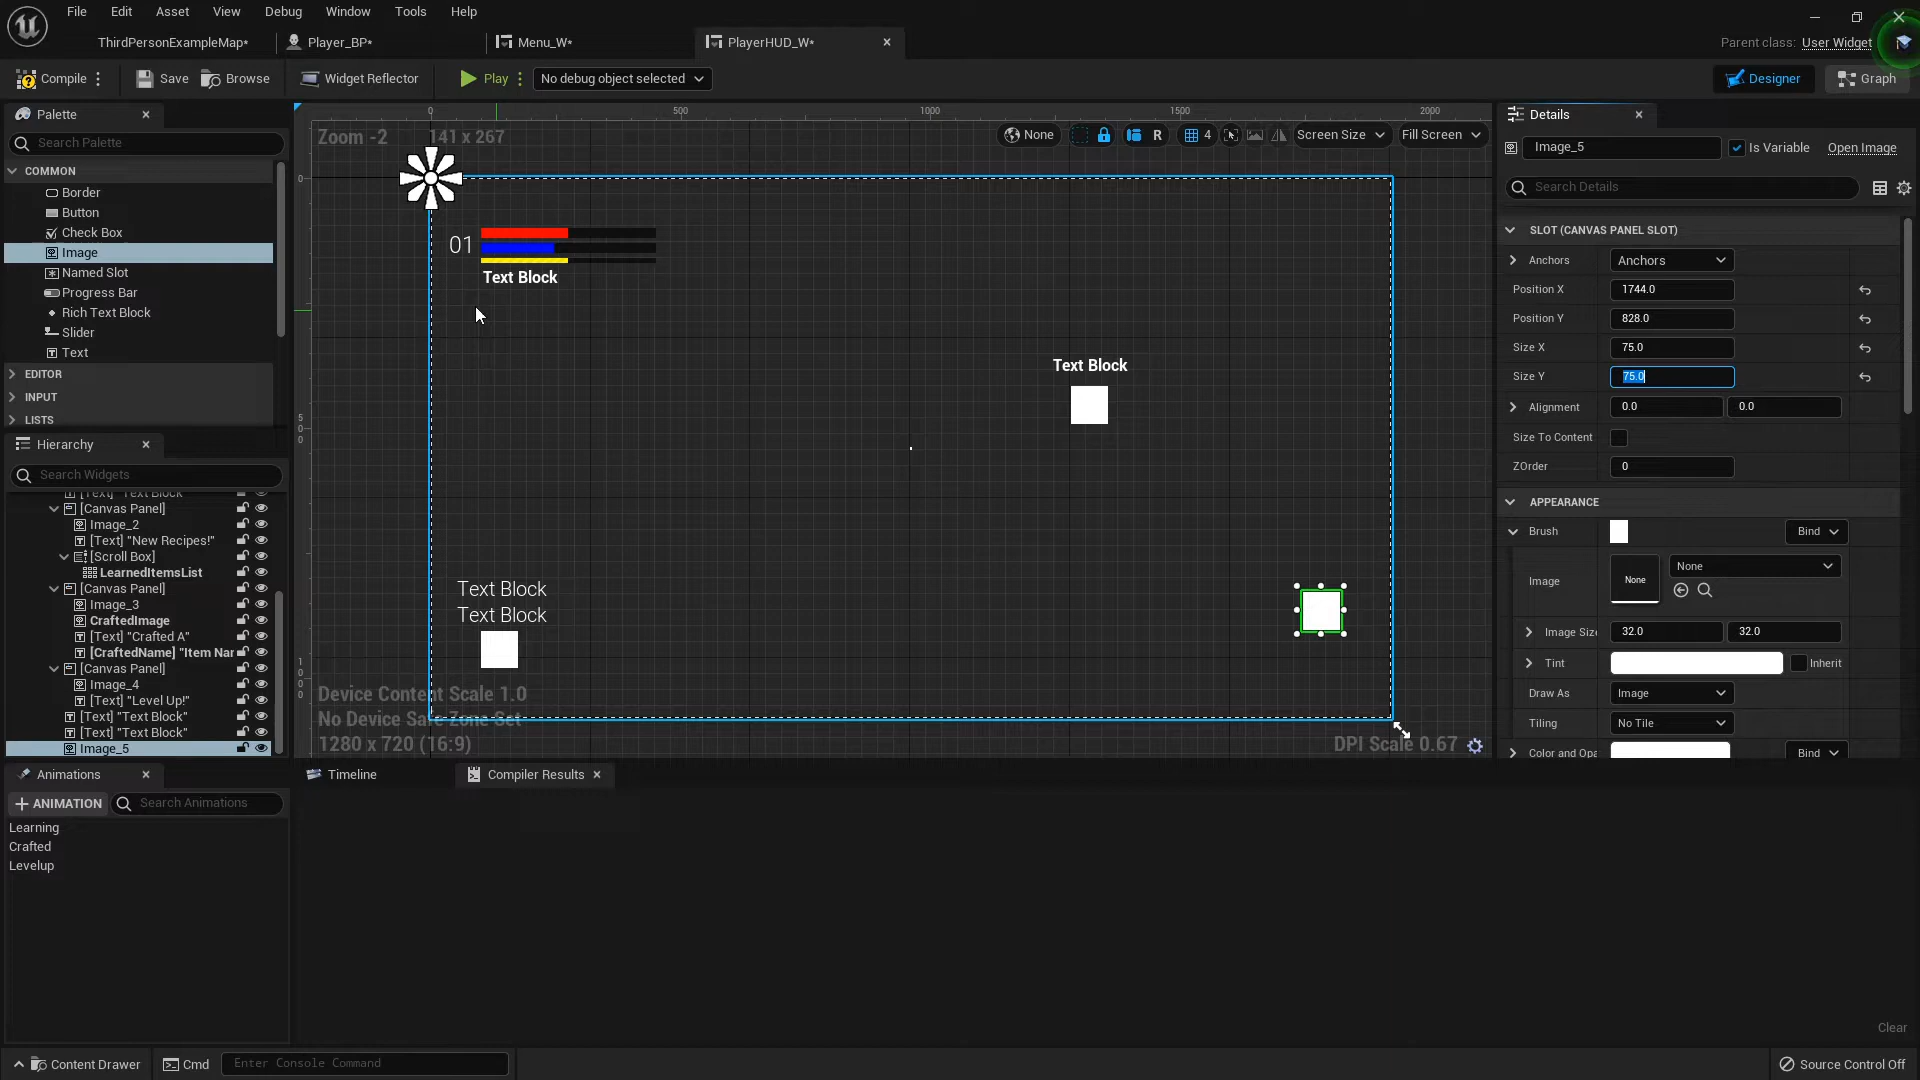 File Edit Asset View Debug Window Tools Help
ThirdPersonExampleMap* Player_BP* Menu_W* PlayerHUD_W* Parent class: User Widget
Compile Save Browse Widget Reflector Play No debug object selected Designer Graph
Palette
Search Palette
COMMON
Border
Button
Check Box
Image
Named Slot
Progress Bar
Rich Text Block
Slider
Text
EDITOR
INPUT
LISTS
Hierarchy
Search Widgets
[Text] "Text Block"
[Canvas Panel]
Image_2
[Text] "New Recipes!"
[Scroll Box]
LearnedItemsList
[Canvas Panel]
Image_3
CraftedImage
[Text] "Crafted A"
[CraftedName] "Item Nar
[Canvas Panel]
Image_4
[Text] "Level Up!"
[Text] "Text Block"
[Text] "Text Block"
Image_5
Animations
ANIMATION Search Animations
Learning
Crafted
Levelup
0 500 1000 1500 2000
Zoom -2 141 x 267 None R 4 Screen Size Fill Screen
0
500
1000
01
Text Block
Text Block
Text Block
Text Block
Device Content Scale 1.0
No Device Safe Zone Set
1280 x 720 (16:9) DPI Scale 0.67
Timeline Compiler Results
Clear
Details
Image_5 Is Variable Open Image
Search Details
SLOT (CANVAS PANEL SLOT)
Anchors Anchors
Position X 1744.0
Position Y 828.0
Size X 75.0
Size Y 75.0
Alignment 0.0 0.0
Size To Content
ZOrder 0
APPEARANCE
Brush Bind
Image None None
Image Size 32.0 32.0
Tint Inherit
Draw As Image
Tiling No Tile
Color and Opa Bind
Content Drawer Cmd Enter Console Command Source Control Off